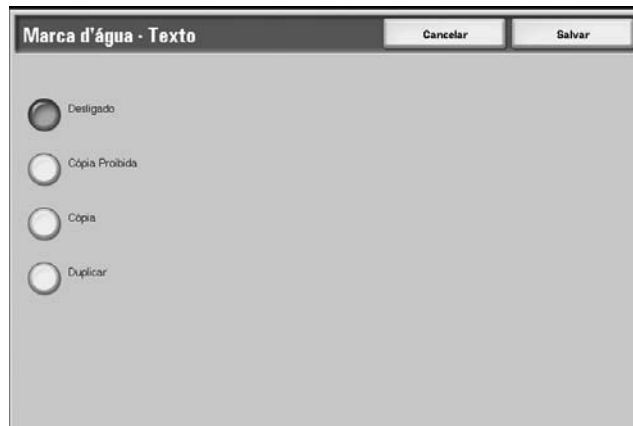 Marca d'água - Texto
Cancelar
Salvar
Desligado
Cópia Proibida
Cópia
Duplicar